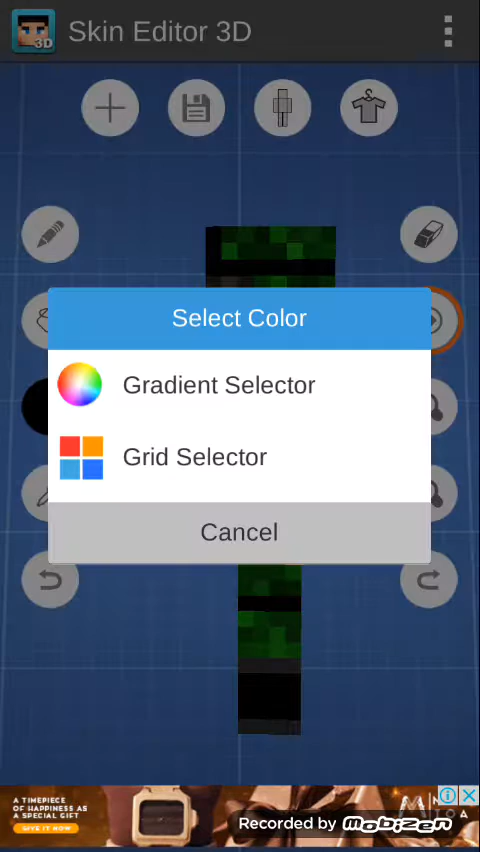 3D
Skin Editor 3D
Select Color
Gradient Selector
Grid Selector
Cancel
A TIMEPIECE
OF HAPPINESS AS
A SPECIAL GIFT
GIVE IT NOW
Recorded by
MOBIZEN